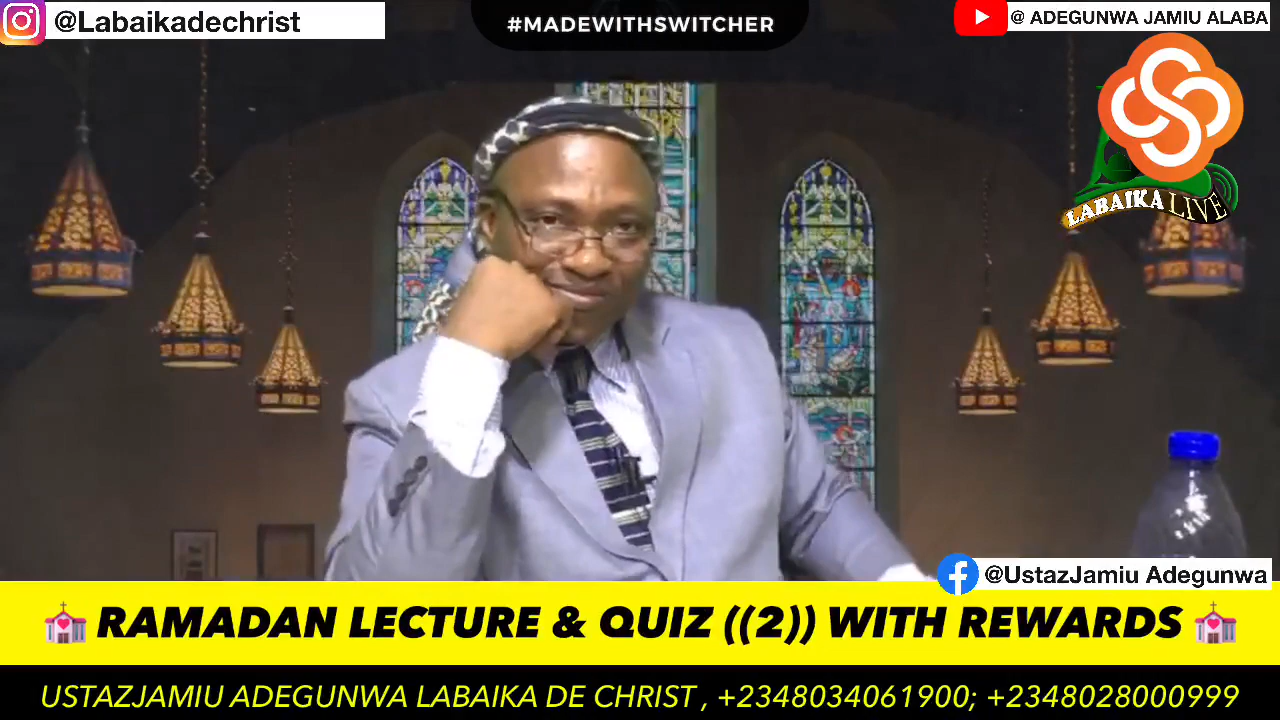 @Labaikadechrist
#MADEWITHSWITCHER
@ ADEGUNWA JAMIU ALABA
LABAIKA LIVE
@UstazJamiu Adegunwa
RAMADAN LECTURE & QUIZ ((2)) WITH REWARDS
USTAZJAMIU ADEGUNWA LABAIKA DE CHRIST , +2348034061900; +2348028000999